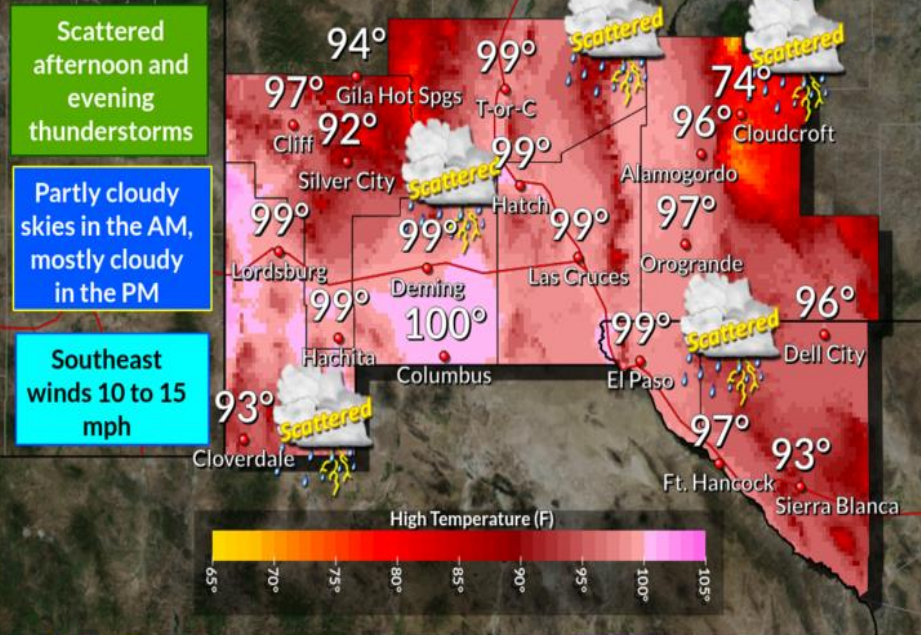 Scattered
afternoon and
evening
thunderstorms
Partly cloudy
skies in the AM,
mostly cloudy
in the PM
Southeast
winds 10 to 15
mph
94°
Gila Hot Spgs
99°
T-or-C
Scattered
Scattered
74°
Cloudcroft
97°
Cliff
92°
Silver City
Scattered
99°
Hatch
96°
Alamogordo
99°
Lordsburg
99°
Deming
99°
Las Cruces
97°
Orogrande
99°
Hachita
100°
Columbus
99°
El Paso
Scattered
96°
Dell City
93°
Cloverdale
Scattered
97°
Ft. Hancock
93°
Sierra Blanca
High Temperature (F)
65°
70°
75°
80°
85°
90°
95°
100°
105°